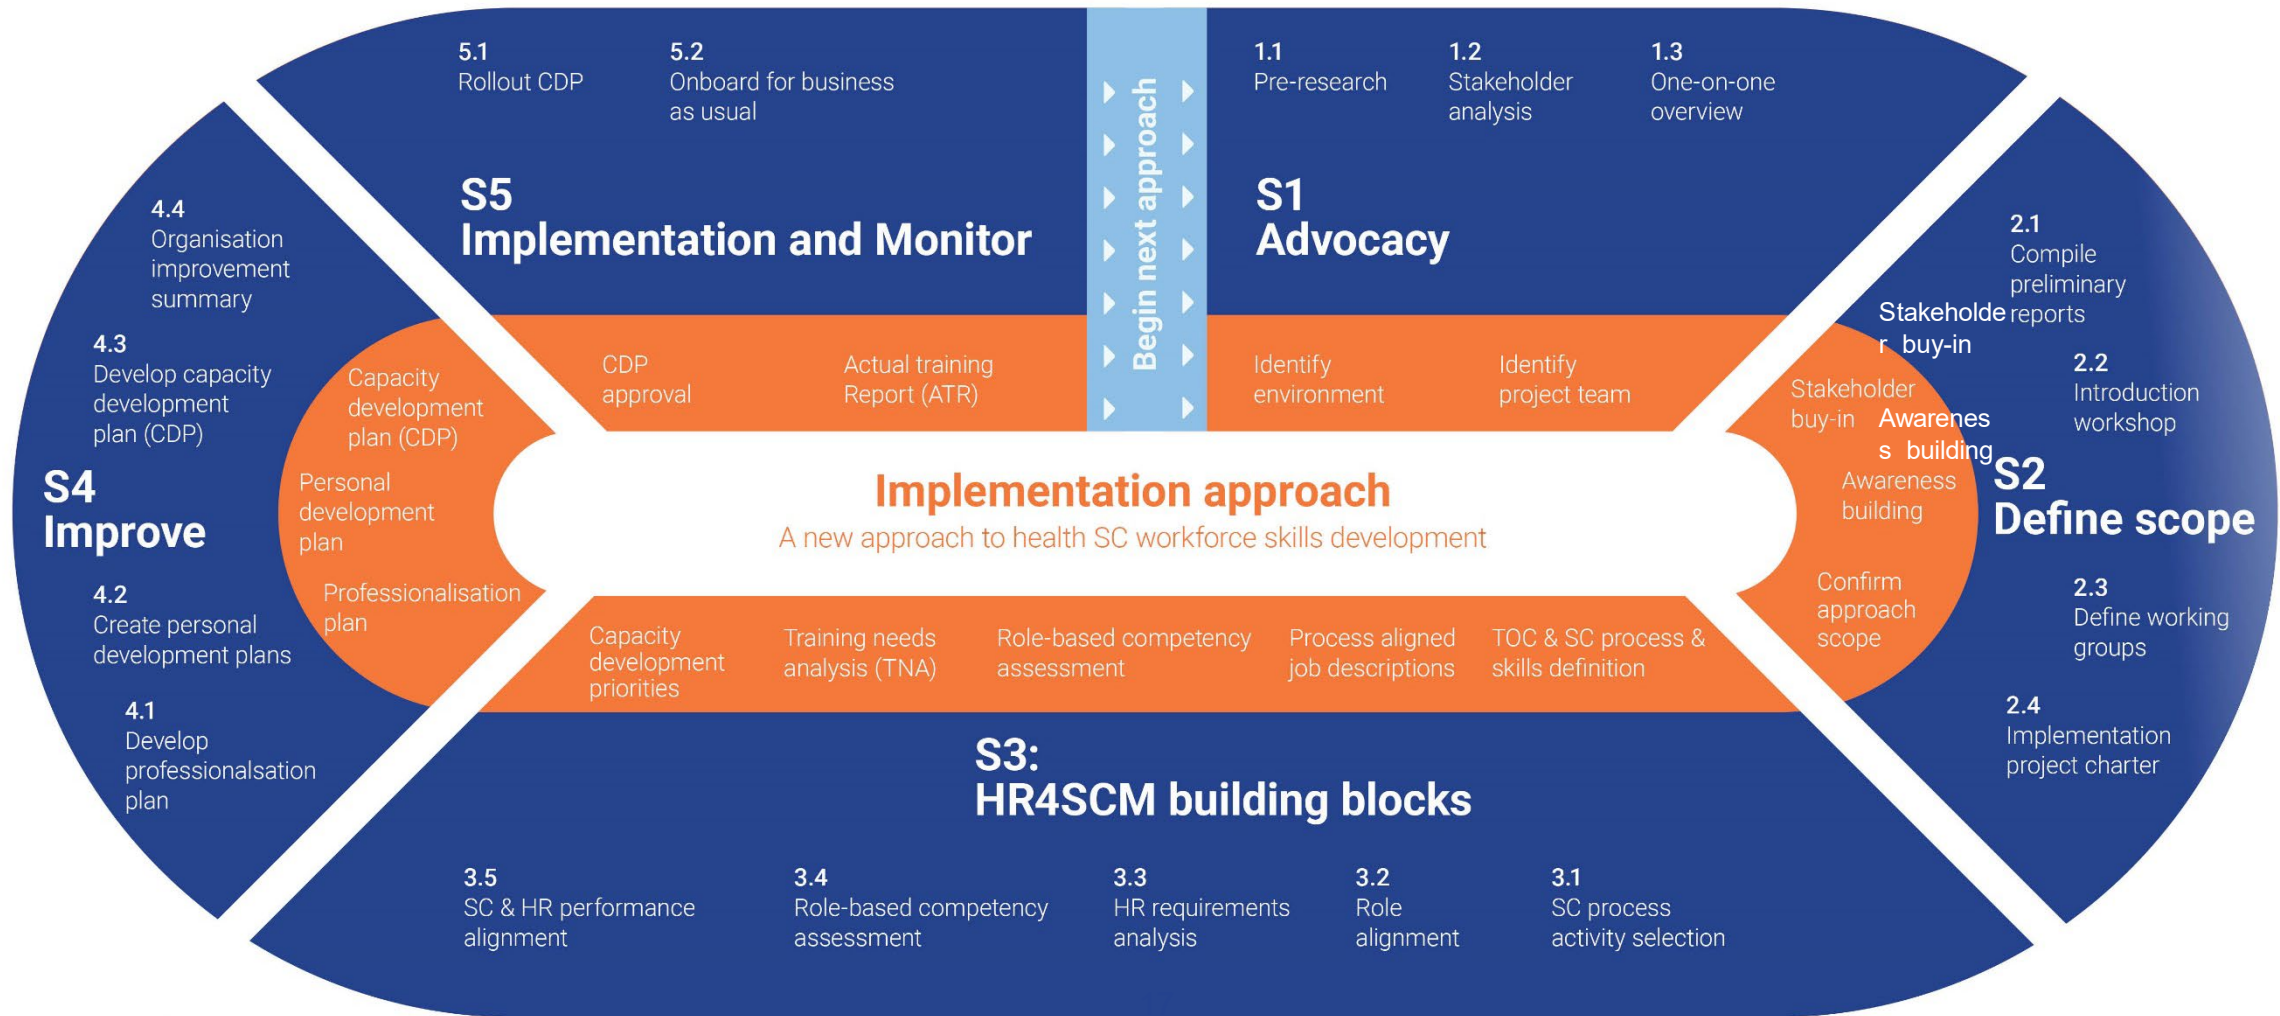 5.1
Rollout CDP
5.2
Onboard for business
as usual
S5
Implementation and Monitor
CDP
approval
Actual training
Report (ATR)
Begin next approach
1.1
Pre-research
1.2
Stakeholder
analysis
1.3
One-on-one
overview
S1
Advocacy
Identify
environment
Identify
project team
2.1
Compile
preliminary
reports
Stakeholde
r buy-in
2.2
Introduction
workshop
Stakeholder
buy-in
Awarenes
s building
Awareness
building
S2
Define scope
Confirm
approach
scope
2.3
Define working
groups
2.4
Implementation
project charter
Implementation approach
A new approach to health SC workforce skills development
4.4
Organisation
improvement
summary
4.3
Develop capacity
development
plan (CDP)
Capacity
development
plan (CDP)
S4
Improve
Personal
development
plan
4.2
Create personal
development plans
Professionalisation
plan
4.1
Develop
professionalsation
plan
Capacity
development
priorities
Training needs
analysis (TNA)
Role-based competency
assessment
Process aligned
job descriptions
TOC & SC process &
skills definition
S3:
HR4SCM building blocks
3.5
SC & HR performance
alignment
3.4
Role-based competency
assessment
3.3
HR requirements
analysis
3.2
Role
alignment
3.1
SC process
activity selection